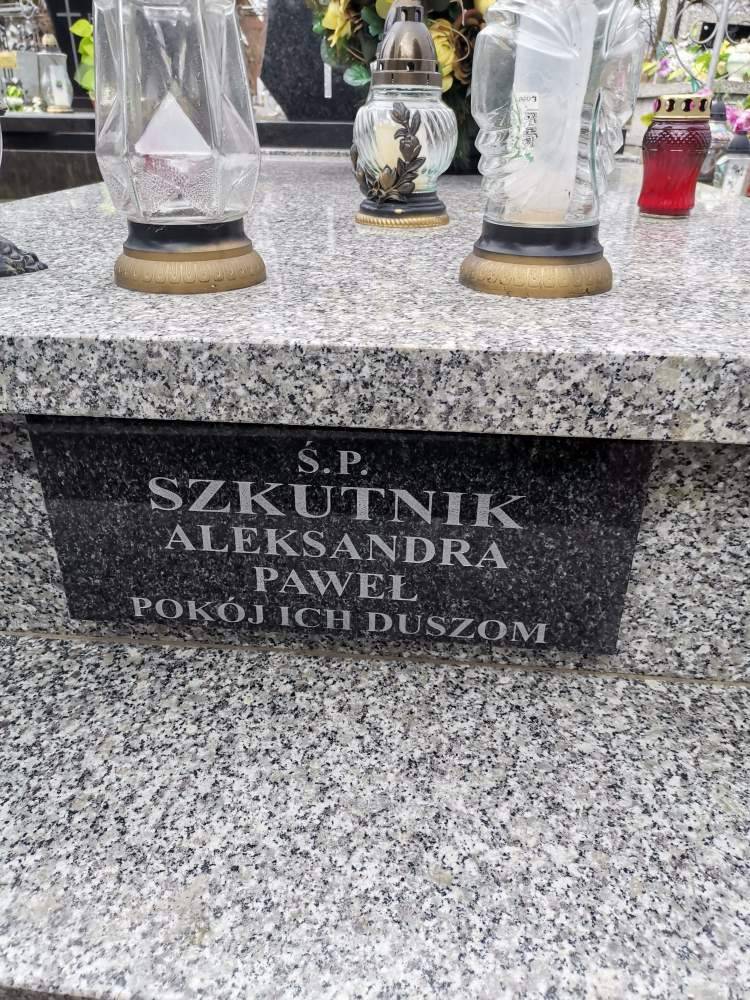 Ś.P.
SZKUTNIK
ALEKSANDRA
PAWEŁ
POKÓJ ICH DUSZOM